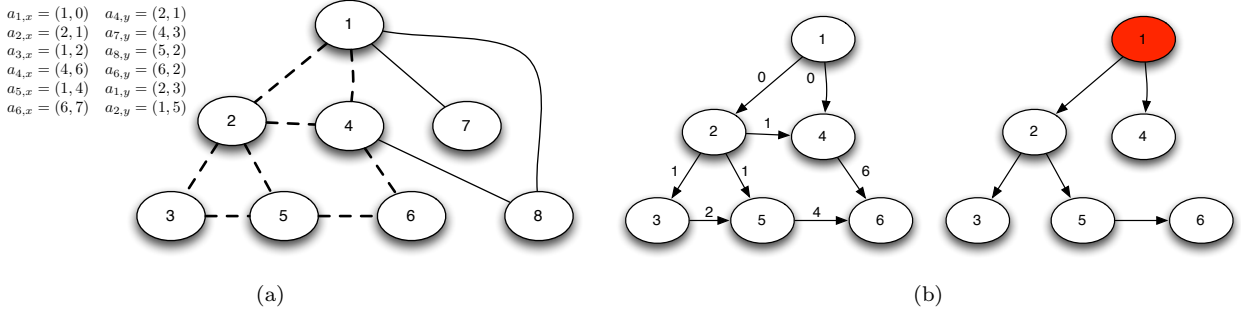 a_{1,x} = (1, 0) a_{4,y} = (2, 1)
a_{2,x} = (2, 1) a_{7,y} = (4, 3)
a_{3,x} = (1, 2) a_{8,y} = (5, 2)
a_{4,x} = (4, 6) a_{6,y} = (6, 2)
a_{5,x} = (1, 4) a_{1,y} = (2, 3)
a_{6,x} = (6, 7) a_{2,y} = (1, 5)
1
2 4 7
3 5 6 8
(a)
1
0 0
2 1 4
1 1 6
3 2 5 4 6
1
2 4
3 5 6
(b)